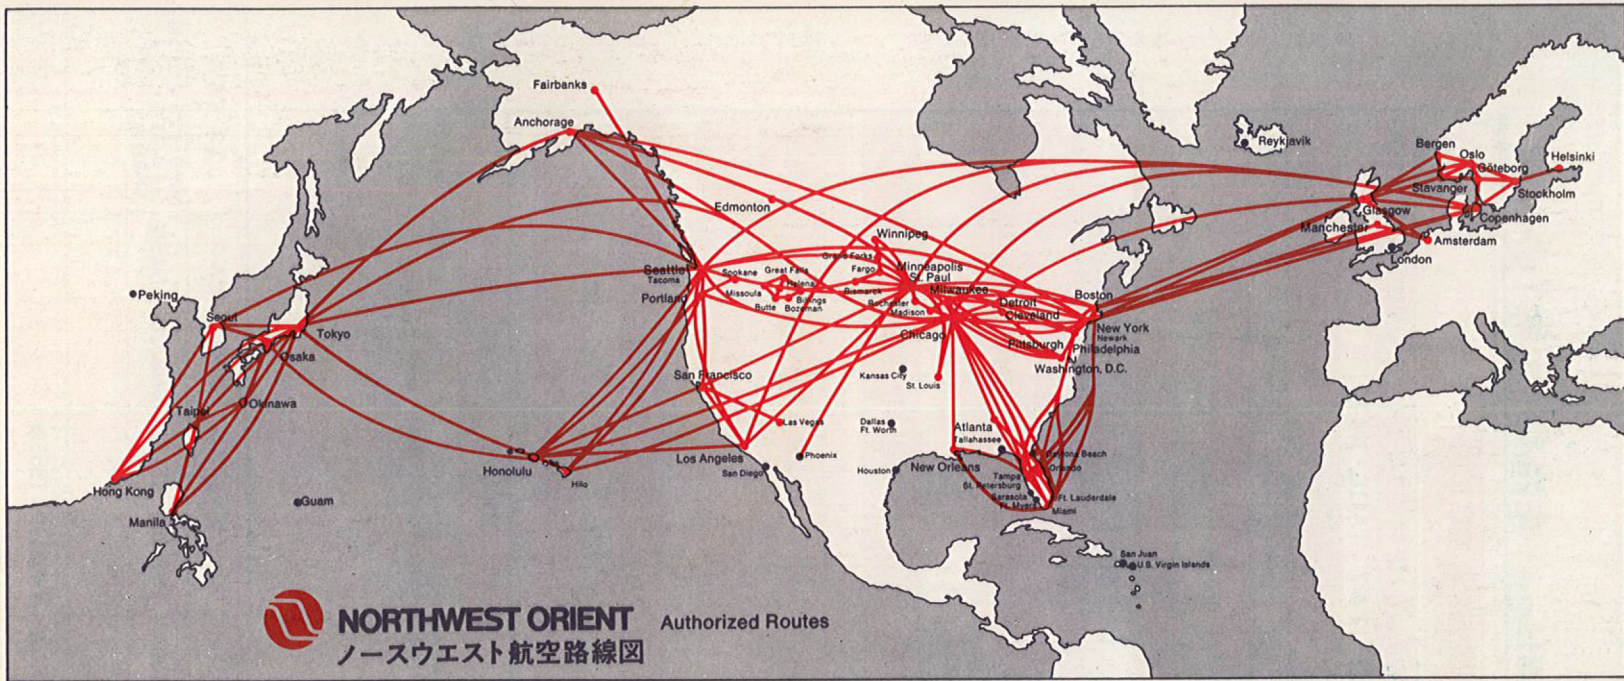 Fairbanks
Anchorage
Reykjavik
Bergen
Oslo
Göteborg
Helsinki
Stavanger
Stockholm
Edmonton
Glasgow
Copenhagen
Manchester
Amsterdam
London
Winnipeg
Grand Forks
Fargo
Minneapolis
St. Paul
Seattle
Tacoma
Spokane
Great Falls
Helena
Missoula
Bismarck
Milwaukee
Portland
Butte
Billings
Bozeman
Rochester
Madison
Detroit
Cleveland
Boston
Peking
Seoul
Tokyo
Osaka
Chicago
Pittsburgh
New York
Newark
Philadelphia
Washington, D.C.
San Francisco
Kansas City
St. Louis
Taipei
Okinawa
Las Vegas
Dallas
Ft. Worth
Atlanta
Tallahassee
Daytona Beach
Los Angeles
Phoenix
San Diego
Houston
New Orleans
Orlando
Tampa
St. Petersburg
Sarasota
Ft. Myers
Ft. Lauderdale
Miami
Honolulu
Hilo
Hong Kong
Guam
Manila
San Juan
U.S. Virgin Islands
NORTHWEST ORIENT Authorized Routes
ノースウエスト航空路線図